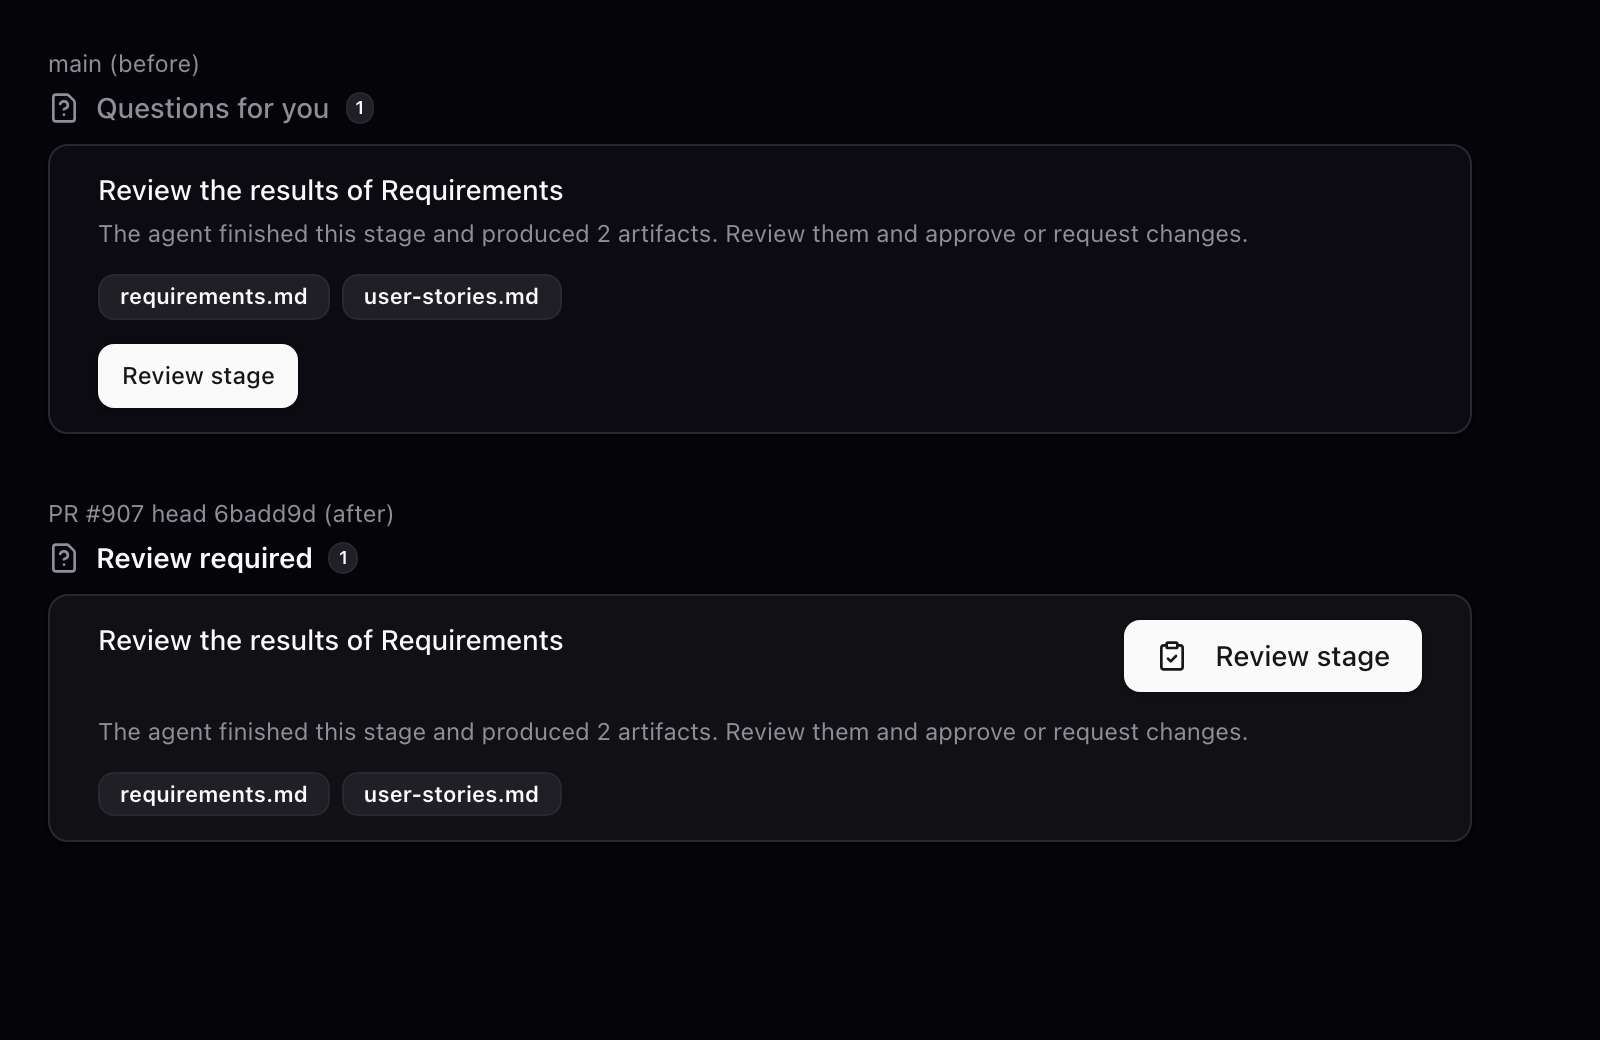 main (before)
Questions for you 1
Review the results of Requirements
The agent finished this stage and produced 2 artifacts. Review them and approve or request changes.
requirements.md user-stories.md
Review stage
PR #907 head 6badd9d (after)
Review required 1
Review the results of Requirements
Review stage
The agent finished this stage and produced 2 artifacts. Review them and approve or request changes.
requirements.md user-stories.md